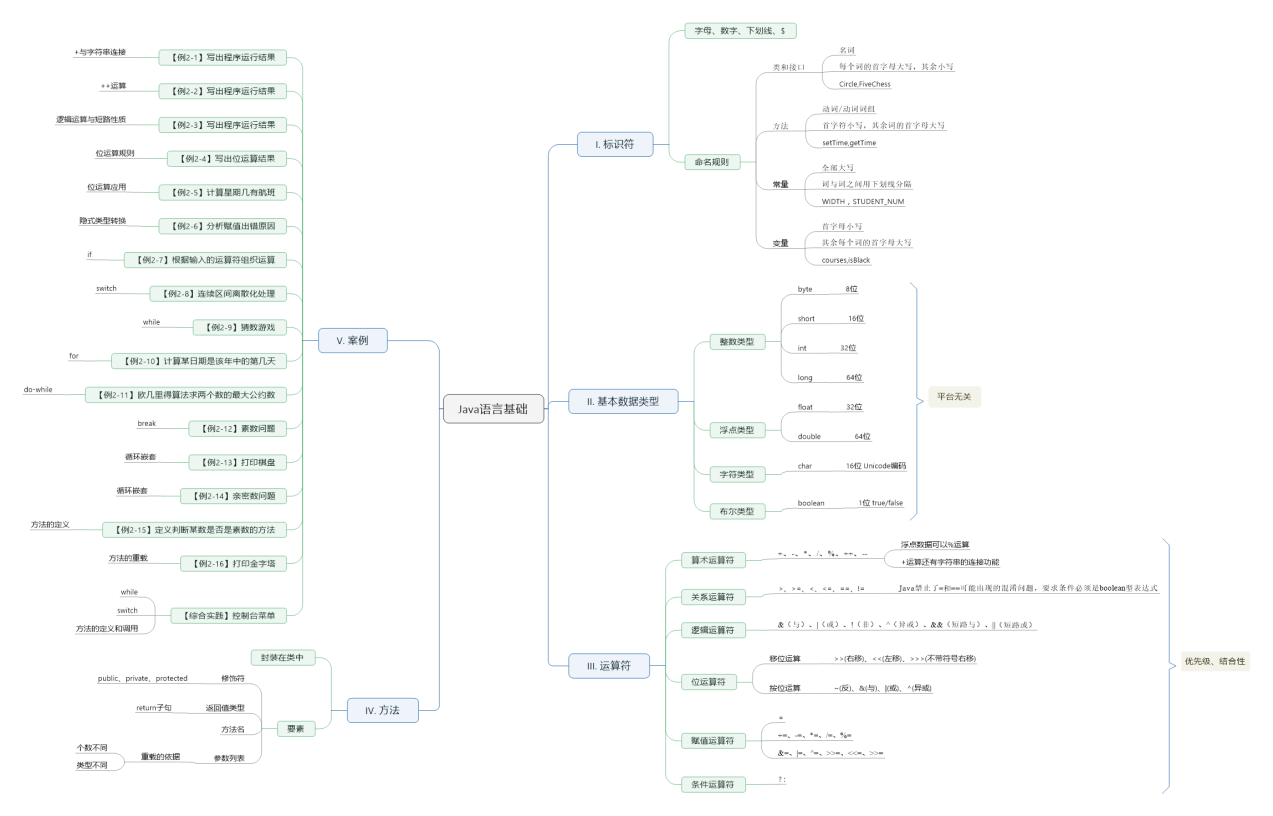 Java语言基础
I. 标识符
字母、数字、下划线、$
命名规则
类和接口
名词
每个词的首字母大写，其余小写
Circle,FiveChess
方法
动词/动词词组
首字符小写，其余词的首字母大写
setTime,getTime
常量
全部大写
词与词之间用下划线分隔
WIDTH，STUDENT_NUM
变量
首字母小写
其余每个词的首字母大写
courses,isBlack
II. 基本数据类型
整数类型
byte 8位
short 16位
int 32位
long 64位
浮点类型
float 32位
double 64位
字符类型
char 16位 Unicode编码
布尔类型
boolean 1位 true/false
平台无关
III. 运算符
算术运算符
+、-、*、/、%、++、--
浮点数据可以%运算
+运算还有字符串的连接功能
关系运算符
>、>=、<、<=、==、!=
Java禁止了=和==可能出现的混淆问题，要求条件必须是boolean型表达式
逻辑运算符
&（与）、|（或）、!（非）、^（异或）、&&（短路与）、||（短路或）
位运算符
移位运算 >>(右移)、<<(左移)、>>>(不带符号右移)
按位运算 ~(反)、&(与)、|(或)、^(异或)
赋值运算符
=
+=、-=、*=、/=、%=
&=、|=、^=、>>=、<<=、>>=
条件运算符
? :
优先级、结合性
IV. 方法
封装在类中
要素
修饰符
public、private、protected
返回值类型
return子句
方法名
参数列表
重载的依据
个数不同
类型不同
V. 案例
【例2-1】写出程序运行结果
+与字符串连接
【例2-2】写出程序运行结果
++运算
【例2-3】写出程序运行结果
逻辑运算与短路性质
【例2-4】写出位运算结果
位运算规则
【例2-5】计算星期几有航班
位运算应用
【例2-6】分析赋值出错原因
隐式类型转换
【例2-7】根据输入的运算符组织运算
if
【例2-8】连续区间离散化处理
switch
【例2-9】猜数游戏
while
【例2-10】计算某日期是该年中的第几天
for
【例2-11】欧几里得算法求两个数的最大公约数
do-while
【例2-12】素数问题
break
【例2-13】打印棋盘
循环嵌套
【例2-14】亲密数问题
循环嵌套
【例2-15】定义判断某数是否是素数的方法
方法的定义
【例2-16】打印金字塔
方法的重载
【综合实践】控制台菜单
while
switch
方法的定义和调用